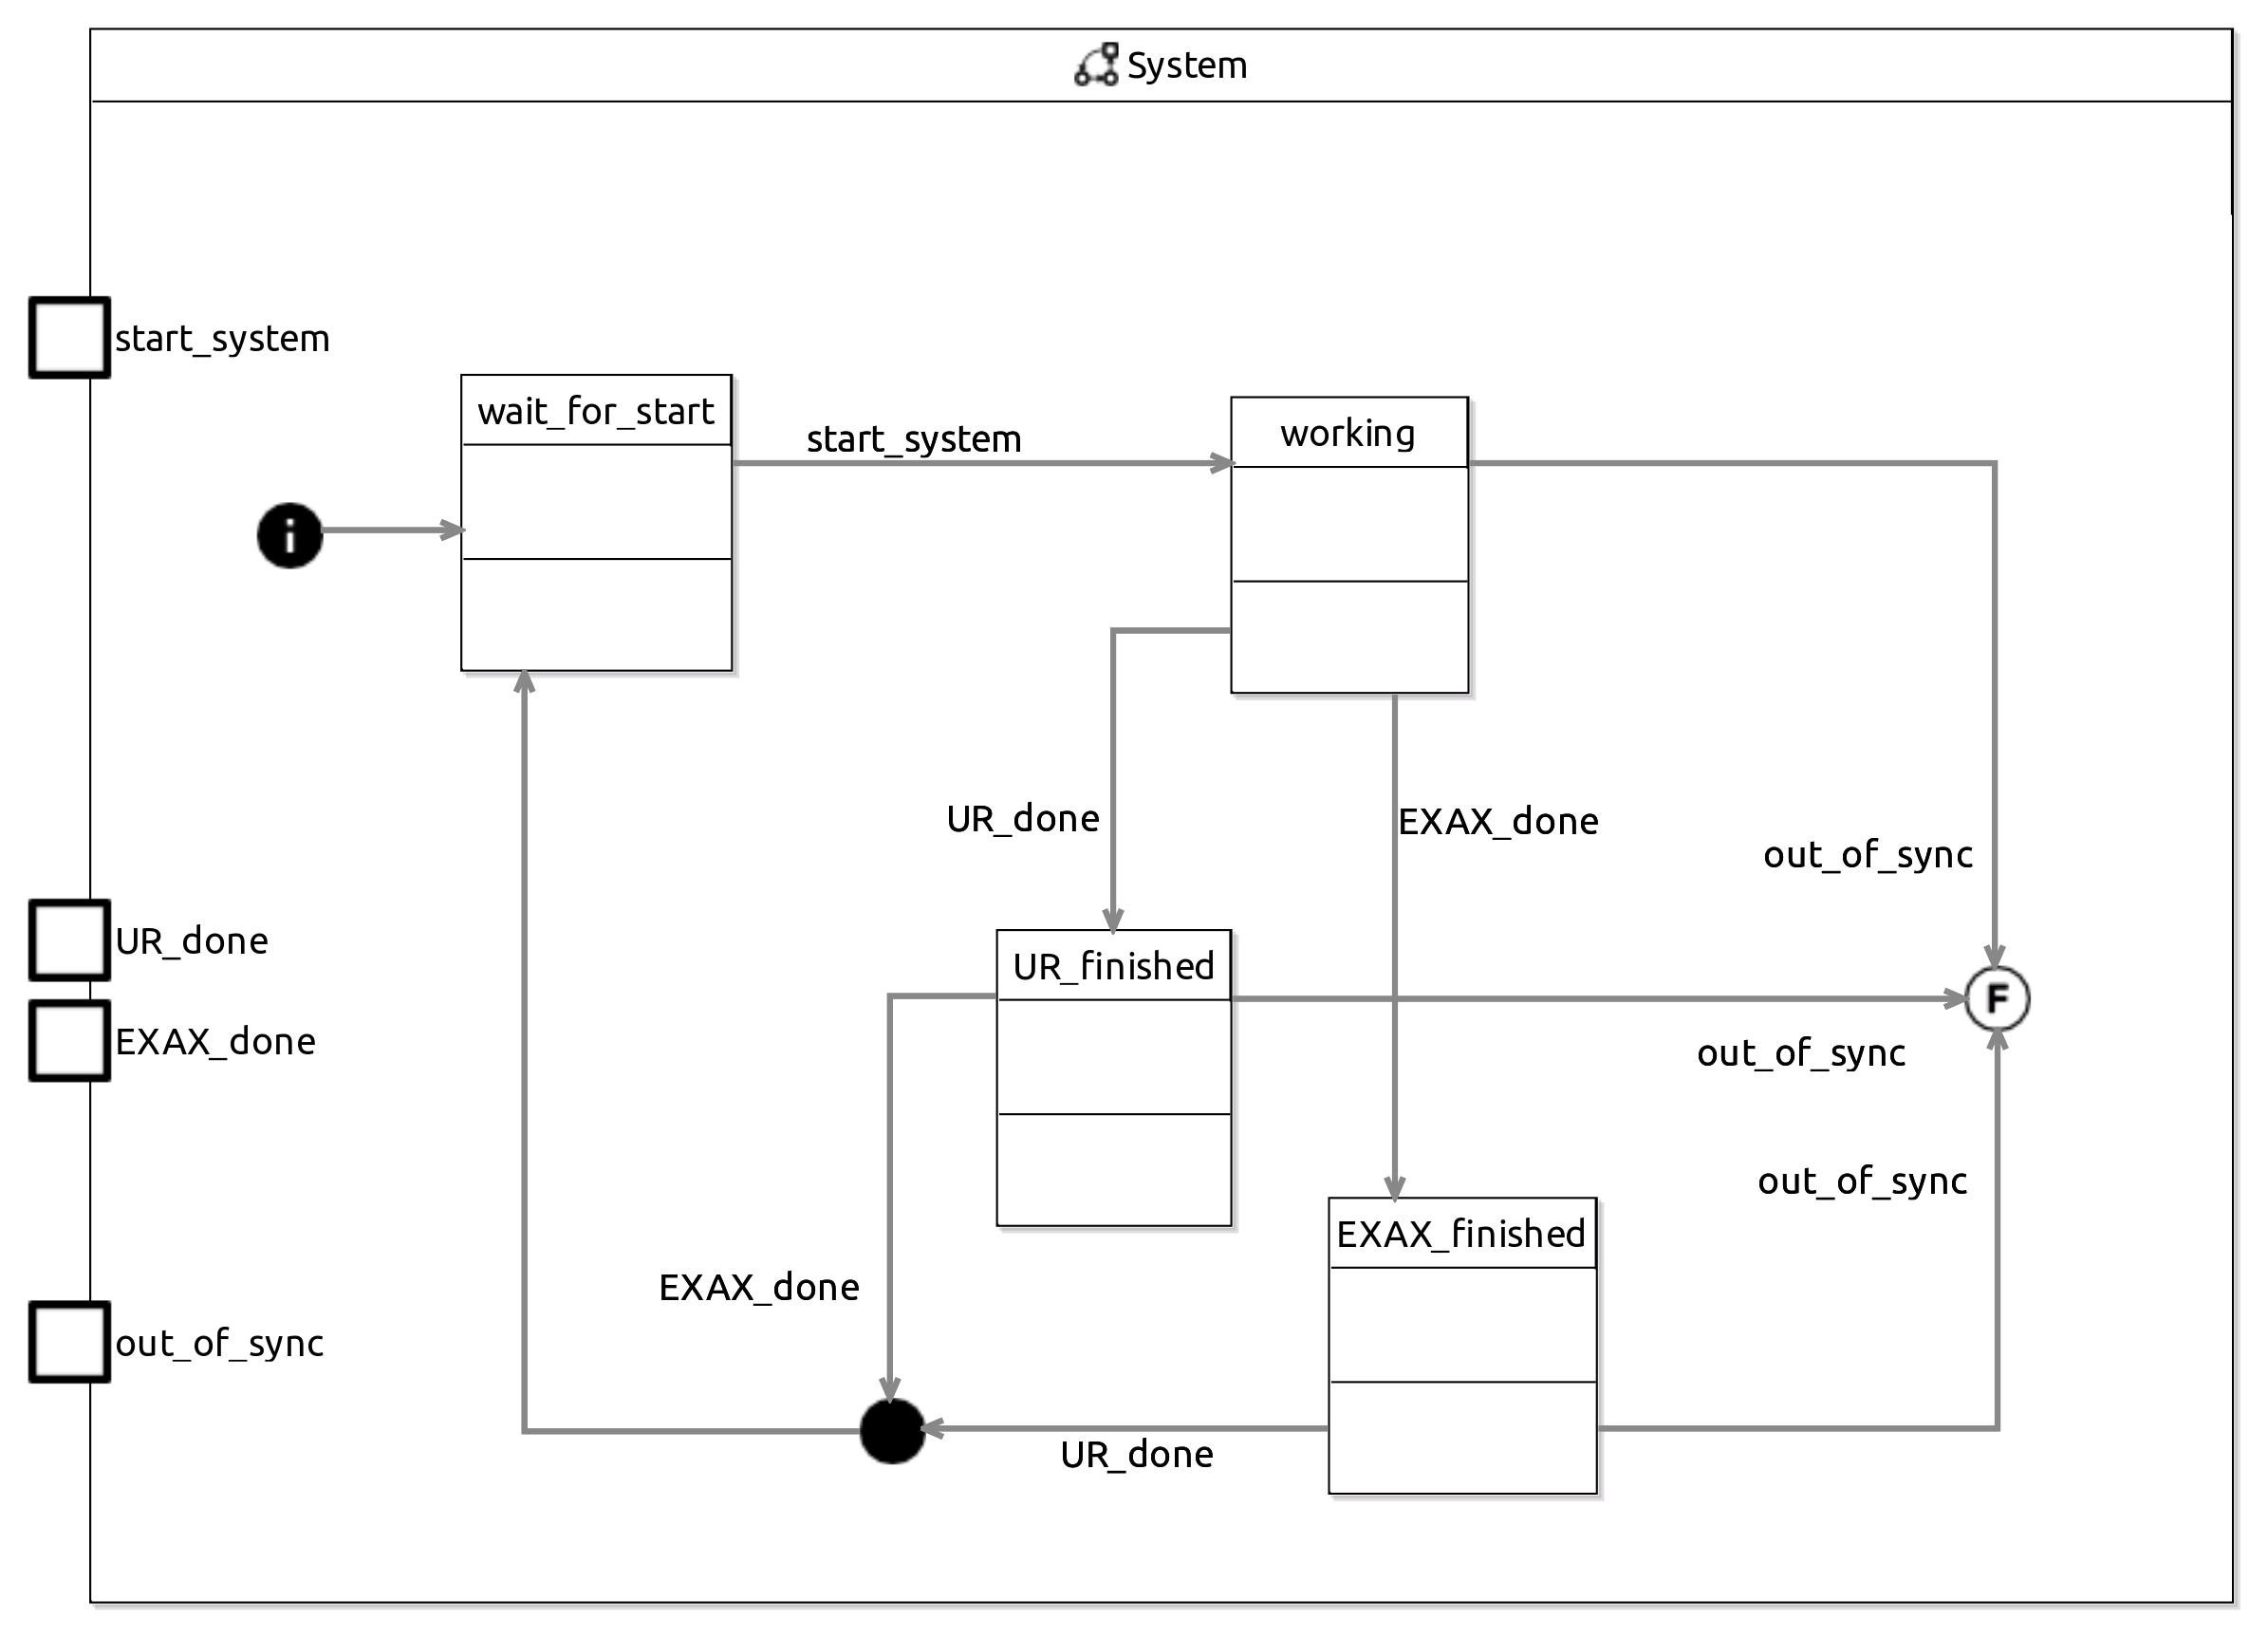 System
start_system
wait_for_start
start_system
working
i
UR_done
EXAX_done
out_of_sync
UR_done
UR_finished
F
EXAX_done
out_of_sync
out_of_sync
EXAX_finished
EXAX_done
out_of_sync
UR_done